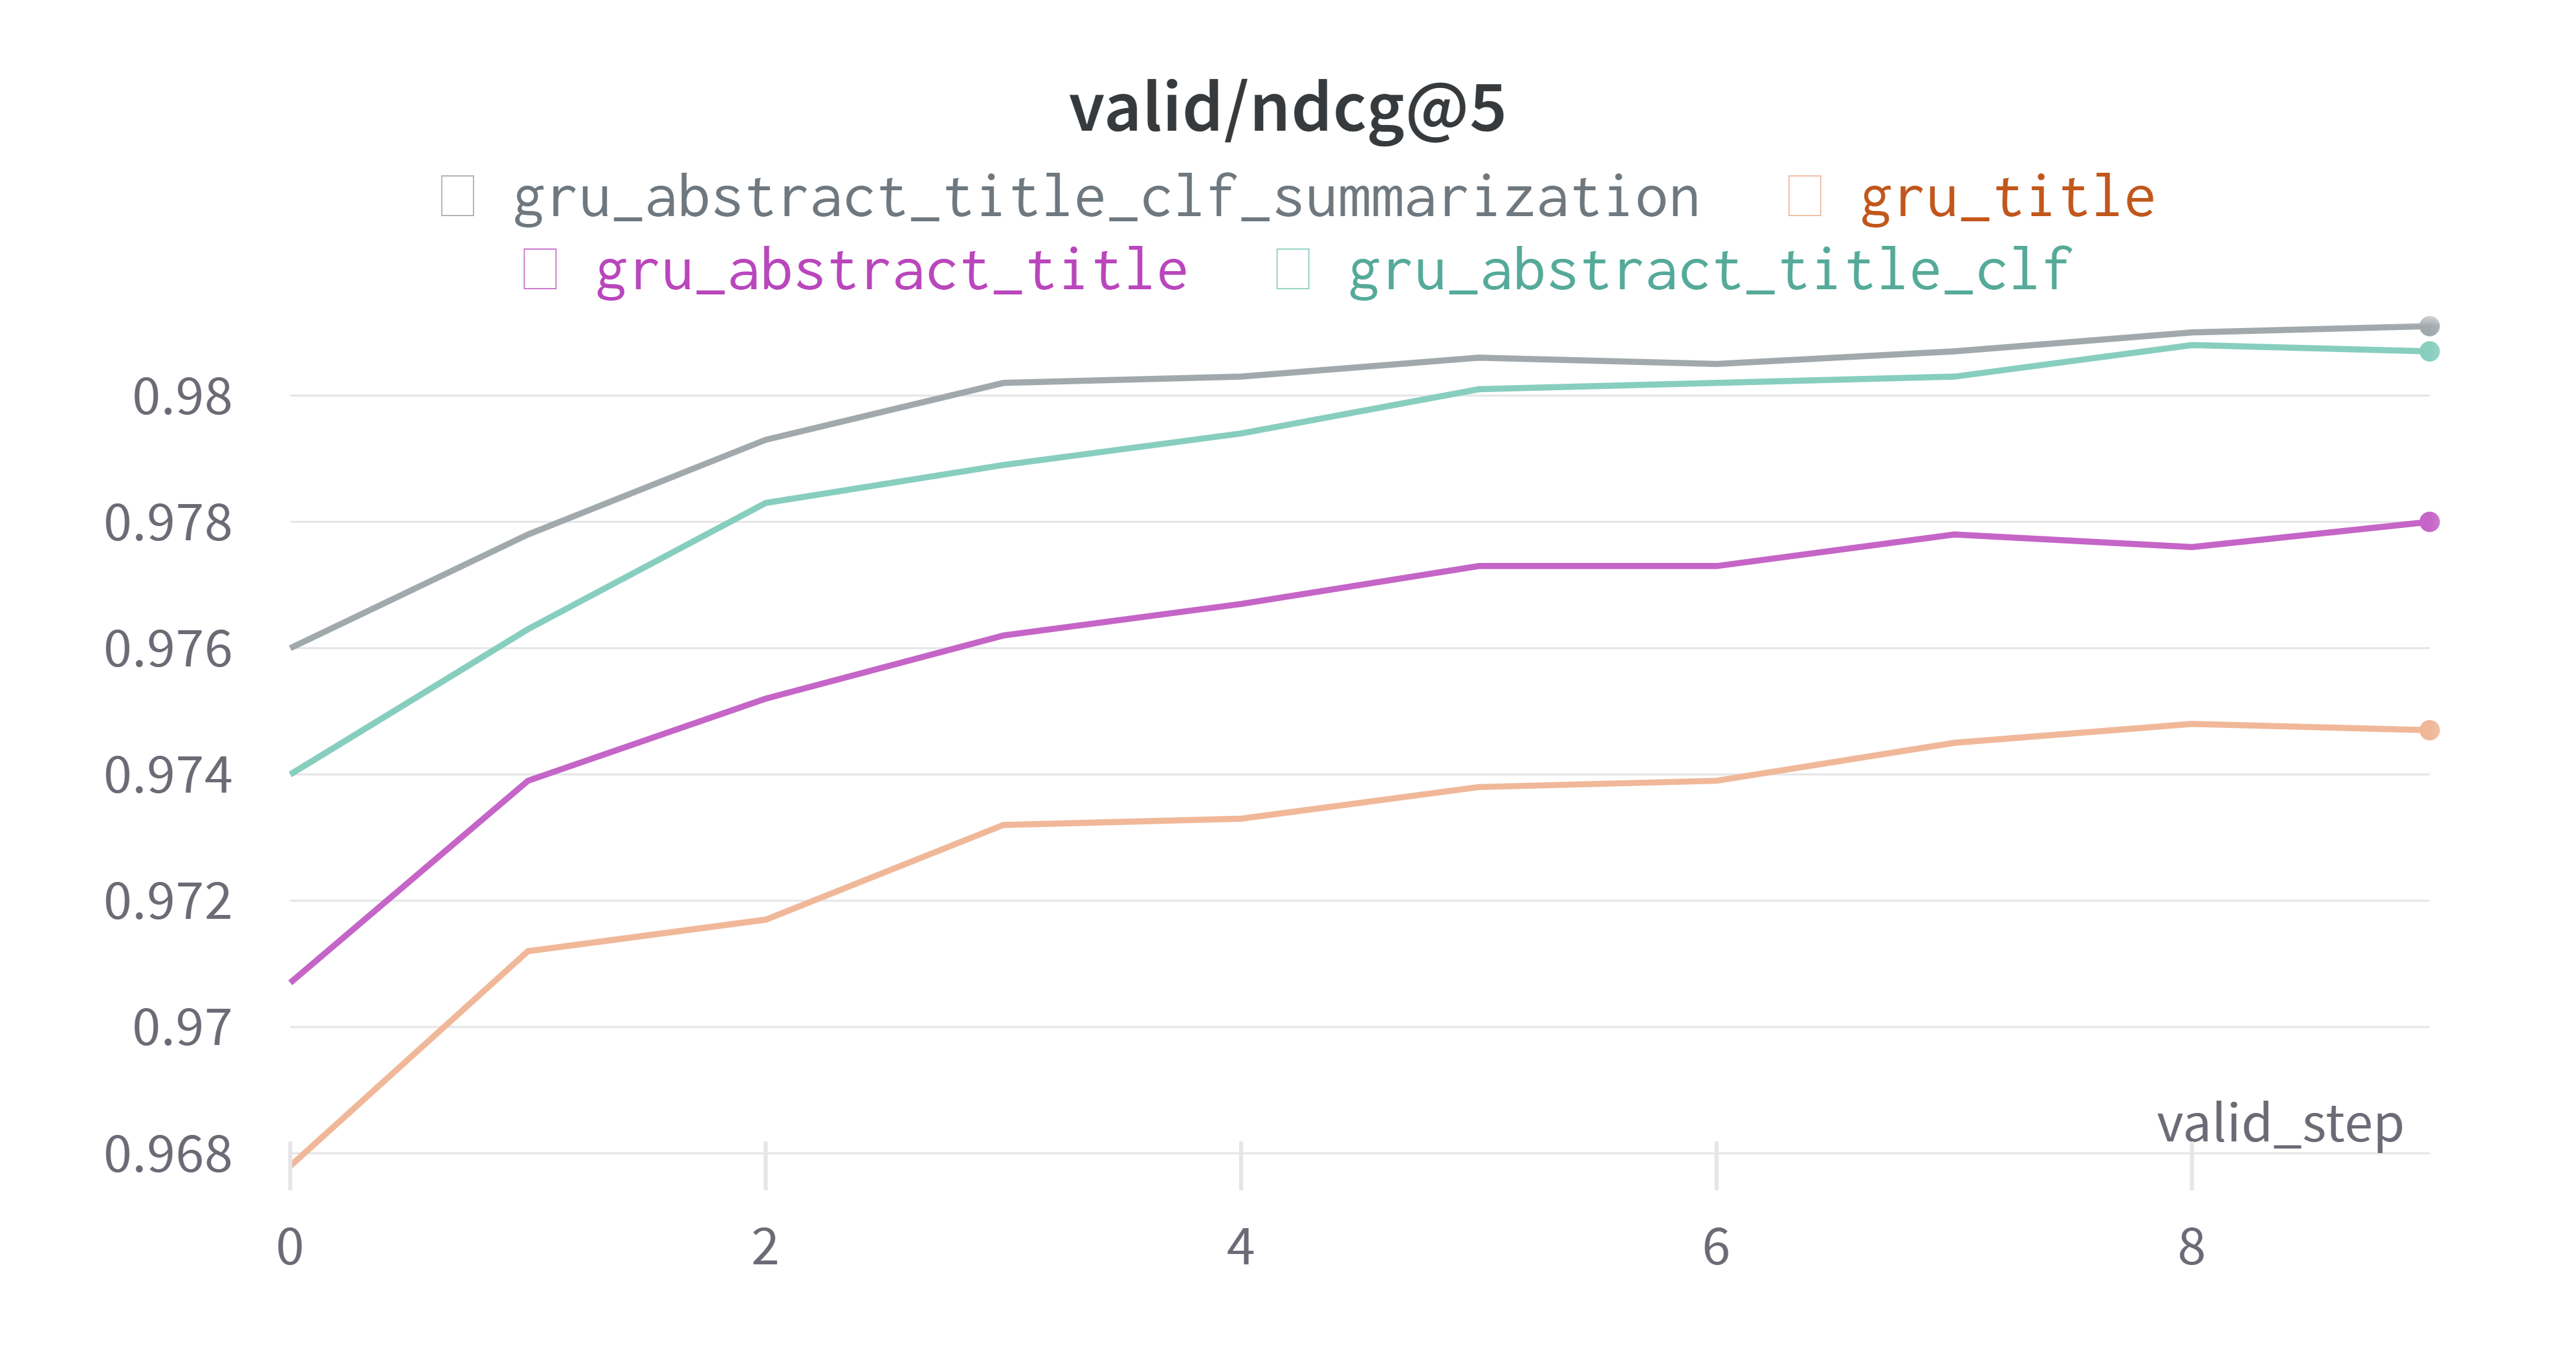 valid/ndcg@5
gru_abstract_title_clf_summarization gru_title
gru_abstract_title gru_abstract_title_clf
0.98
0.978
0.976
0.974
0.972
0.97
0.968
valid_step
0 2 4 6 8